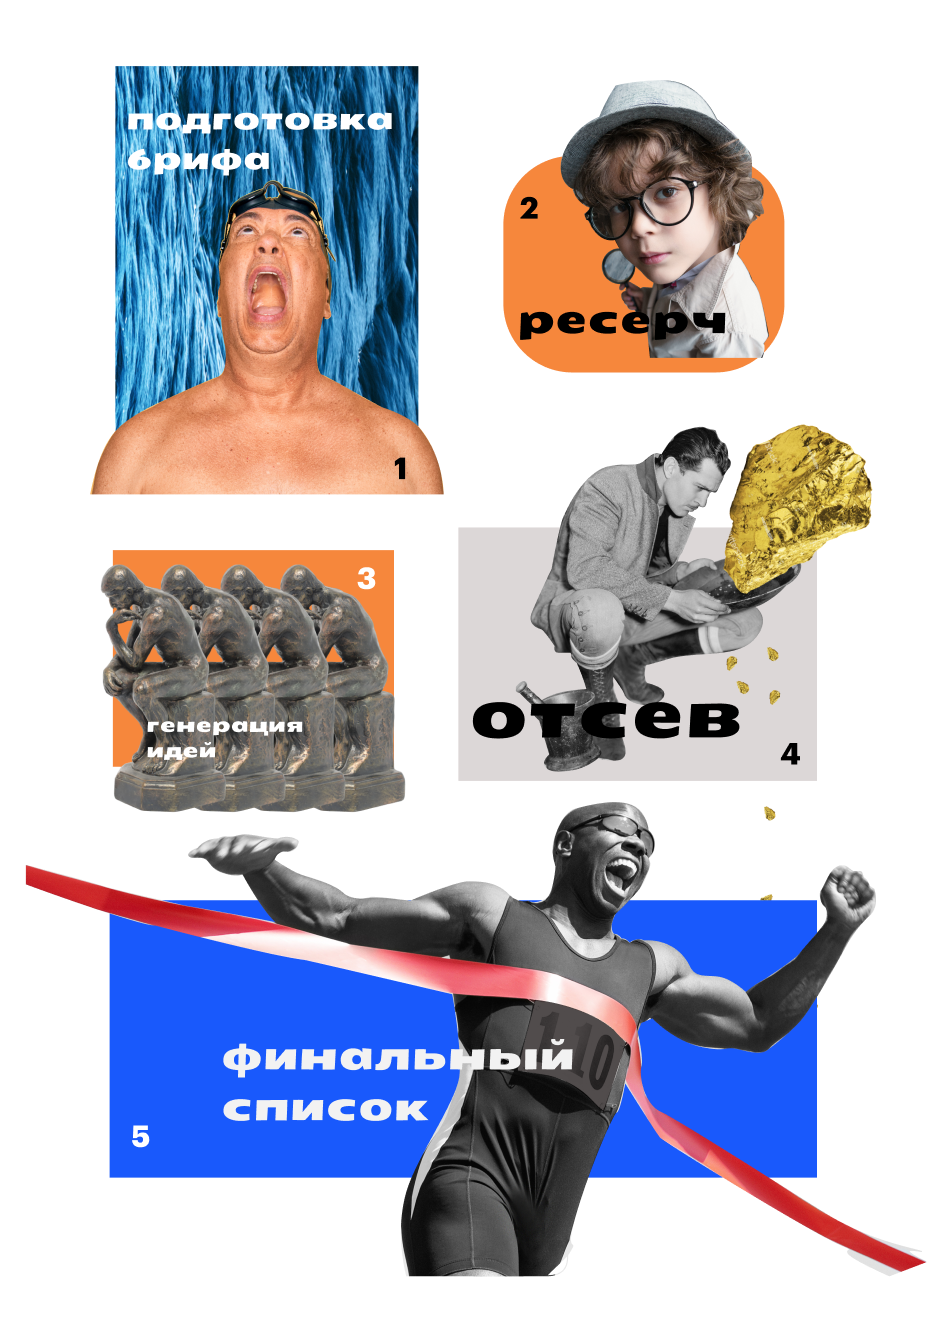 подготовка
брифа
1
2
ресерч
3
генерация
идей
отсев
4
110
финальный
список
5